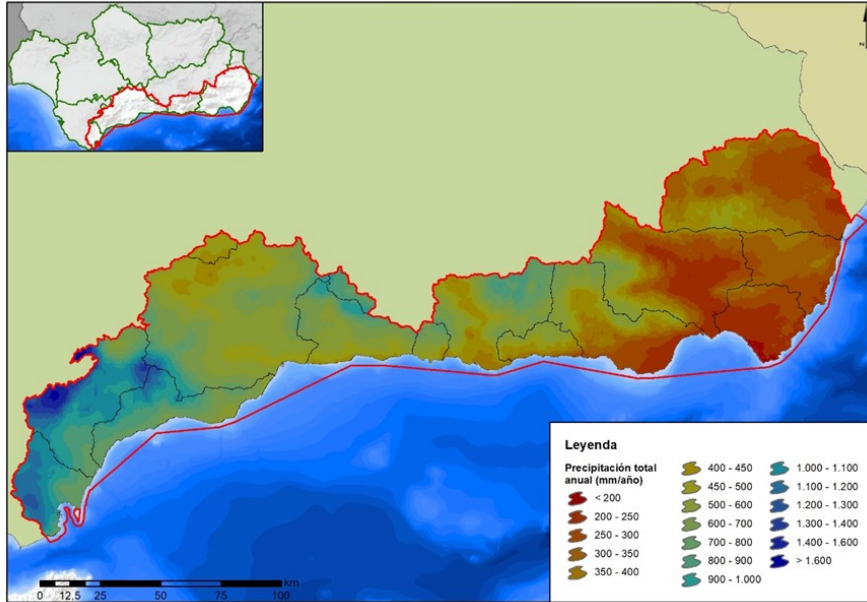 N
Leyenda
Precipitación total
anual (mm/año)
< 200
200 - 250
250 - 300
300 - 350
350 - 400
400 - 450
450 - 500
500 - 600
600 - 700
700 - 800
800 - 900
900 - 1.000
1.000 - 1.100
1.100 - 1.200
1.200 - 1.300
1.300 - 1.400
1.400 - 1.600
> 1.600
km
0 12,5 25 50 75 100